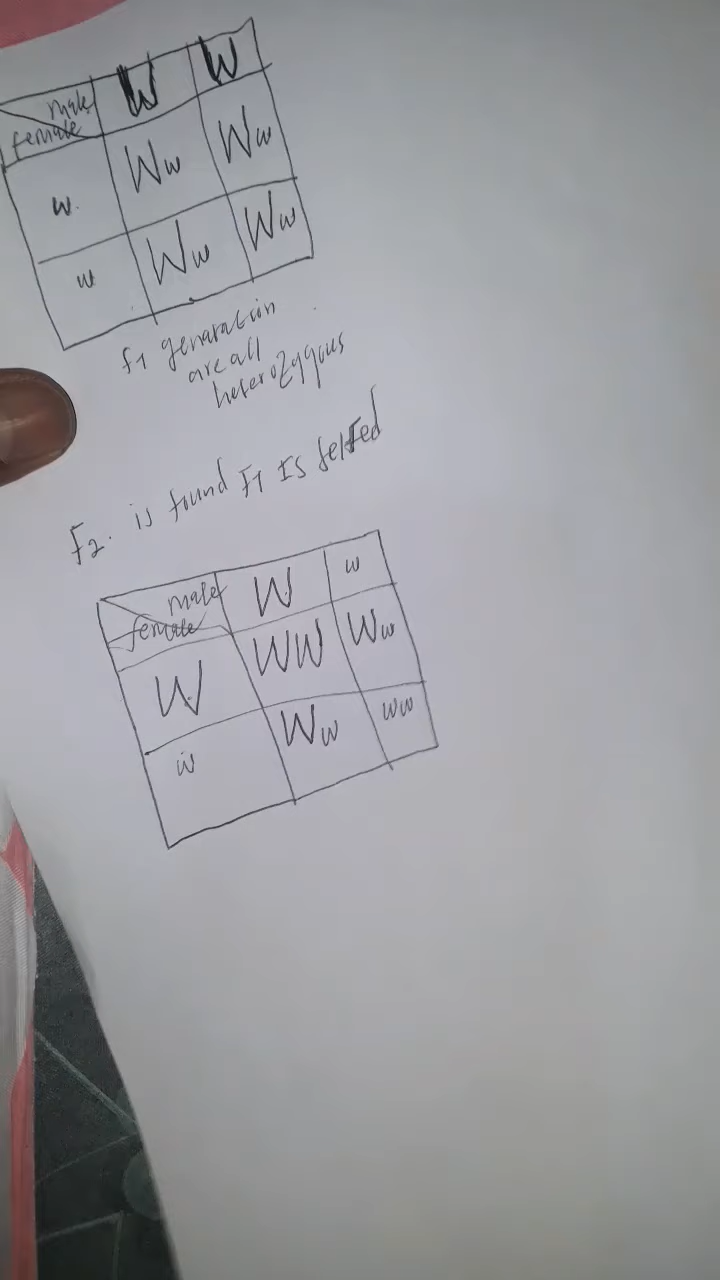 male W W
female
w. Ww Ww
w Ww Ww
f1 genaration
are all
heterozygous
F2. is found F1 Is selfed
male W w
female
W WW Ww
w Ww ww